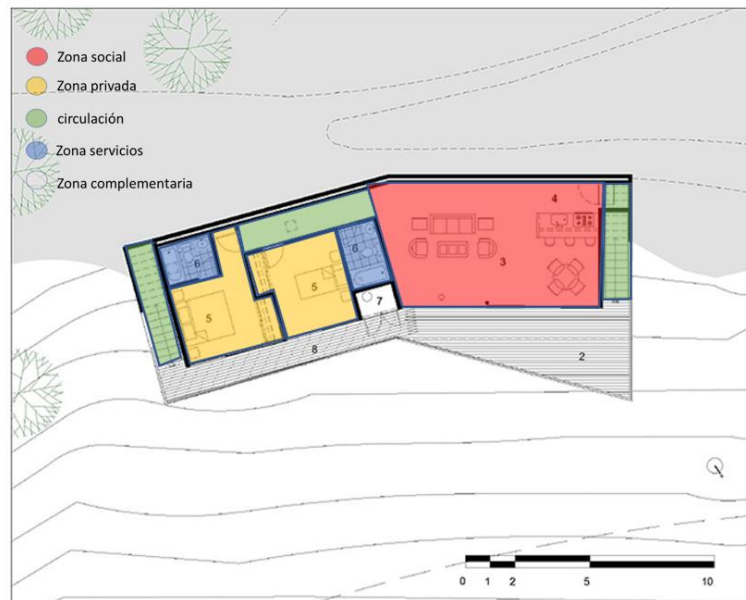 Zona social
Zona privada
circulación
Zona servicios
Zona complementaria
4
3
6
6
5
5
7
8
2
0 1 2 5 10